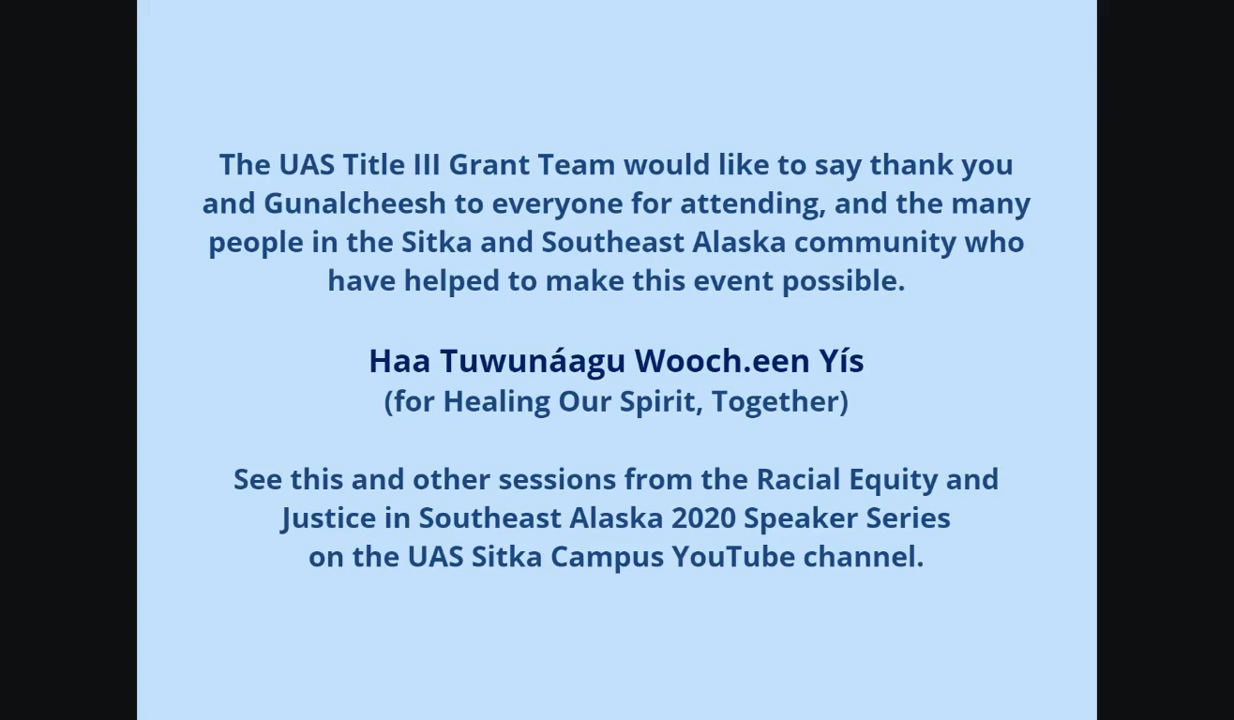 The UAS Title III Grant Team would like to say thank you
and Gunalcheesh to everyone for attending, and the many
people in the Sitka and Southeast Alaska community who
have helped to make this event possible.
Haa Tuwunáagu Wooch.een Yís
(for Healing Our Spirit, Together)
See this and other sessions from the Racial Equity and
Justice in Southeast Alaska 2020 Speaker Series
on the UAS Sitka Campus YouTube channel.